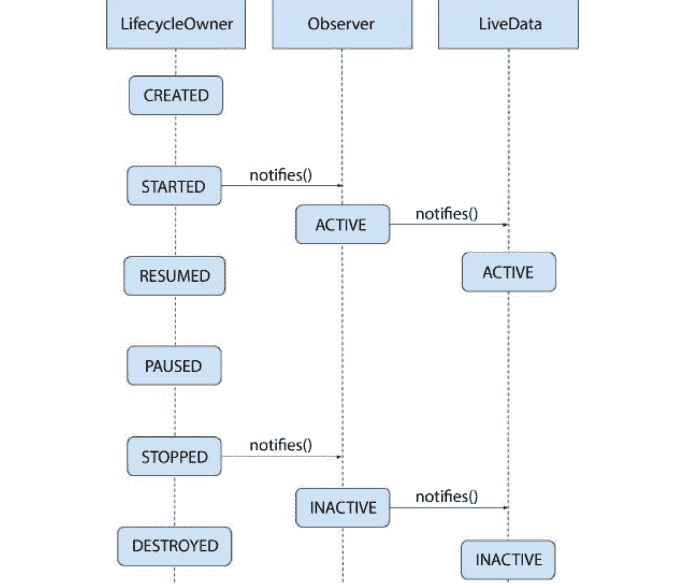 LifecycleOwner
Observer
LiveData
CREATED
STARTED
notifies()
ACTIVE
notifies()
RESUMED
ACTIVE
PAUSED
STOPPED
notifies()
INACTIVE
notifies()
DESTROYED
INACTIVE